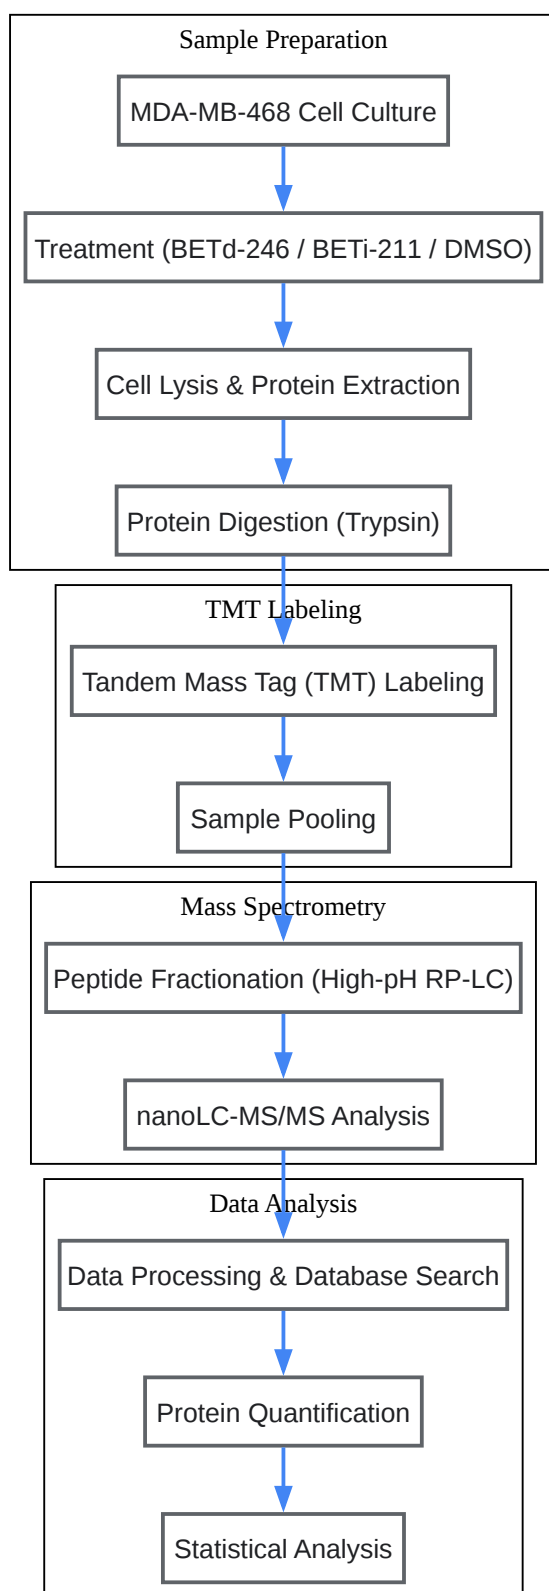 Sample Preparation
MDA-MB-468 Cell Culture
Treatment (BETd-246 / BETi-211 / DMSO)
Cell Lysis & Protein Extraction
Protein Digestion (Trypsin)
TMT Labeling
Tandem Mass Tag (TMT) Labeling
Sample Pooling
Mass Spectrometry
Peptide Fractionation (High-pH RP-LC)
nanoLC-MS/MS Analysis
Data Analysis
Data Processing & Database Search
Protein Quantification
Statistical Analysis